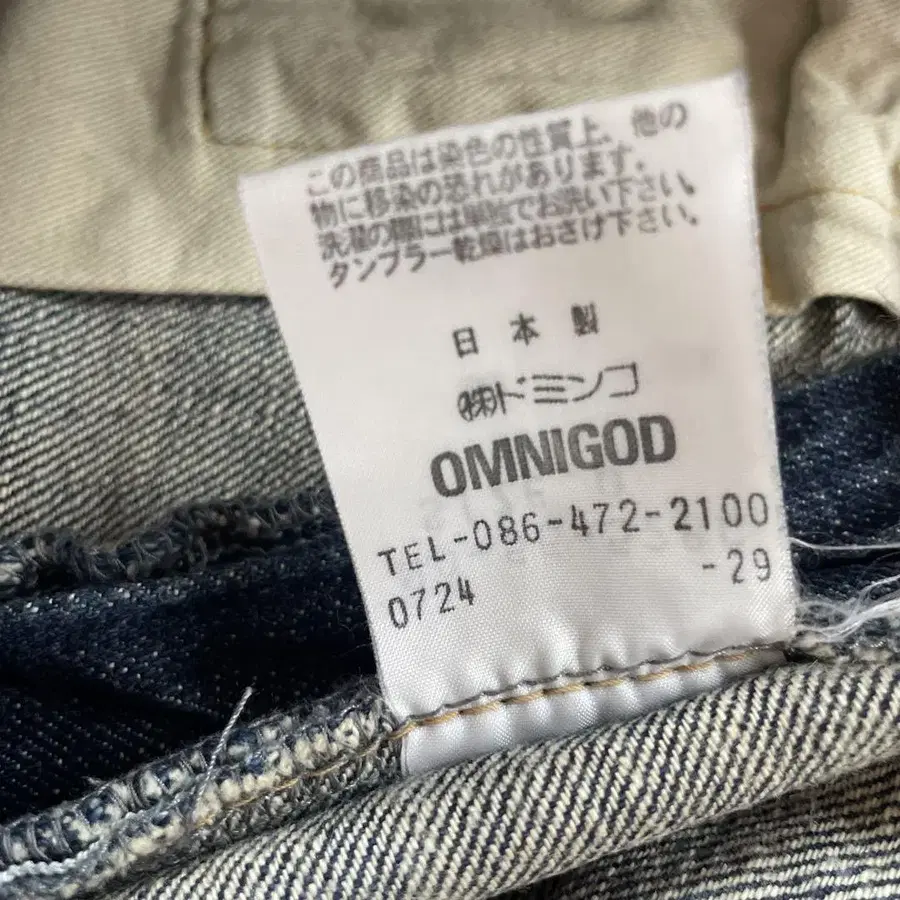 この商品は染色の性質上、他の
物に移染の恐れがあります。
洗濯の際には単独でお洗い下さい。
タンブラー乾燥はおさけ下さい。
日本製
㈱ドミンゴ
OMNIGOD
TEL-086-472-2100
0724 -29